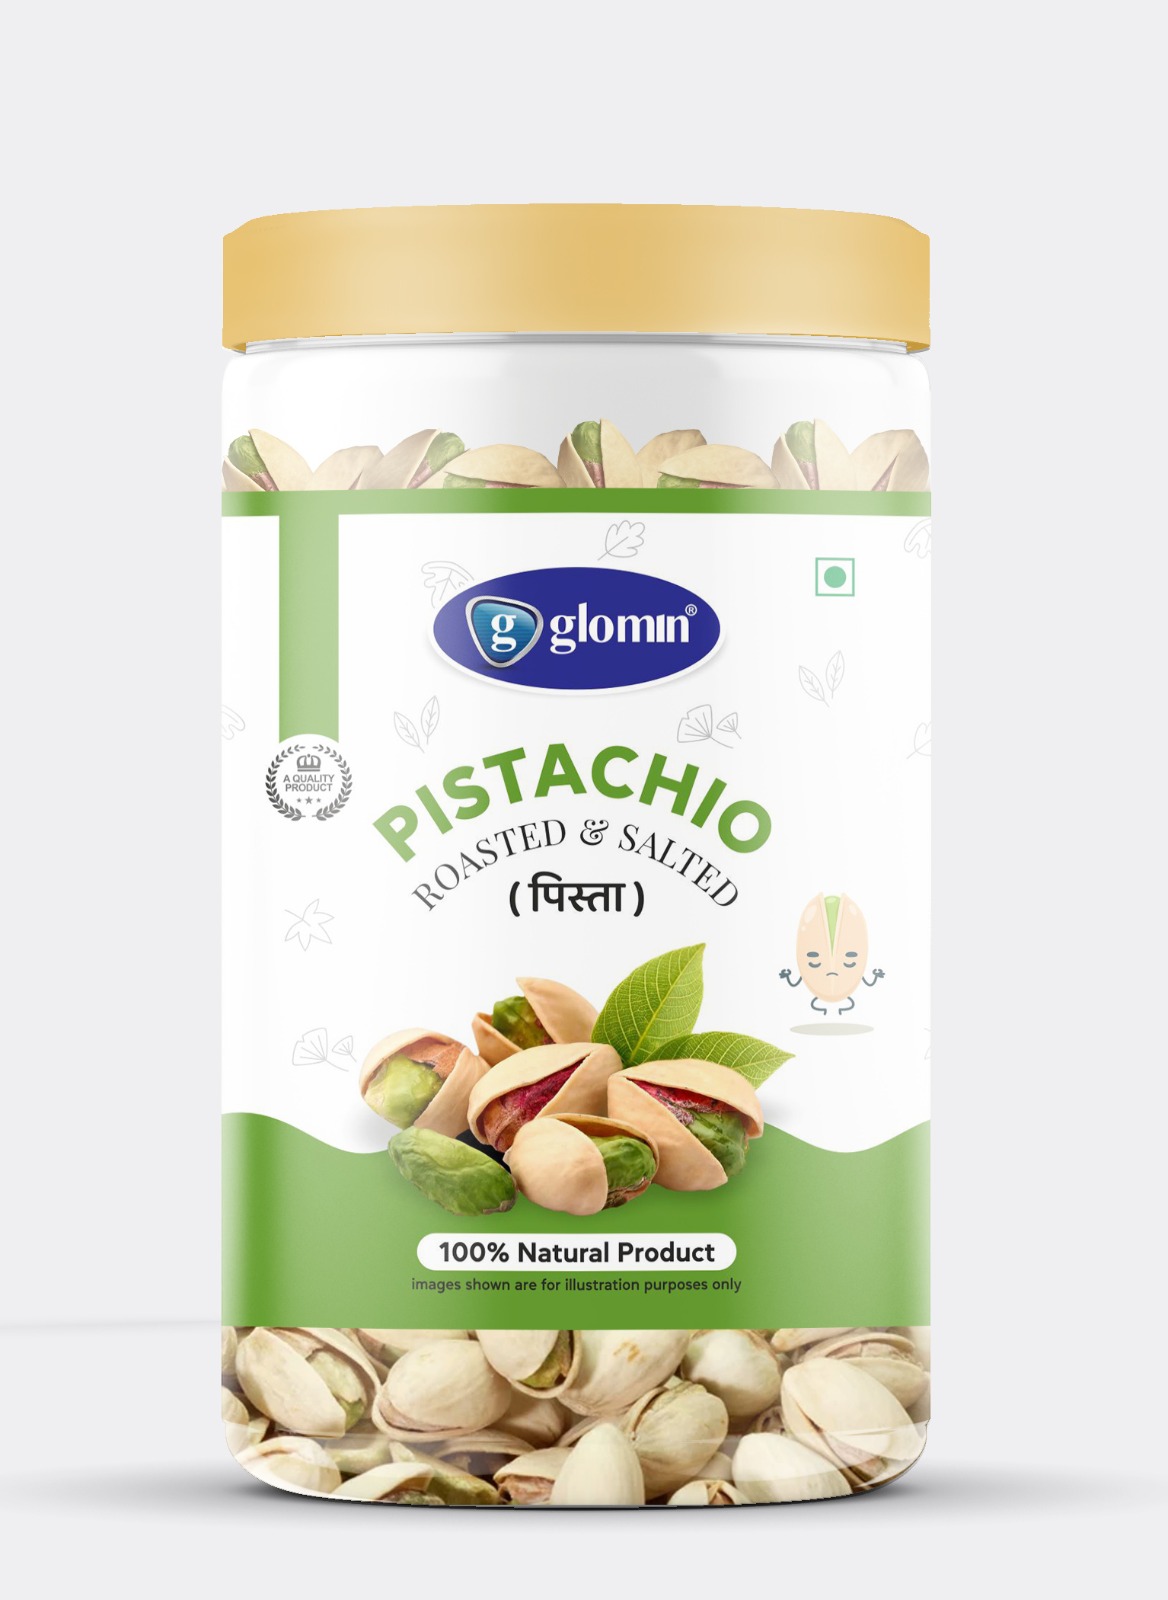 g glomin®
A QUALITY
PRODUCT
PISTACHIO
ROASTED & SALTED
( पिस्ता )
100% Natural Product
images shown are for illustration purposes only